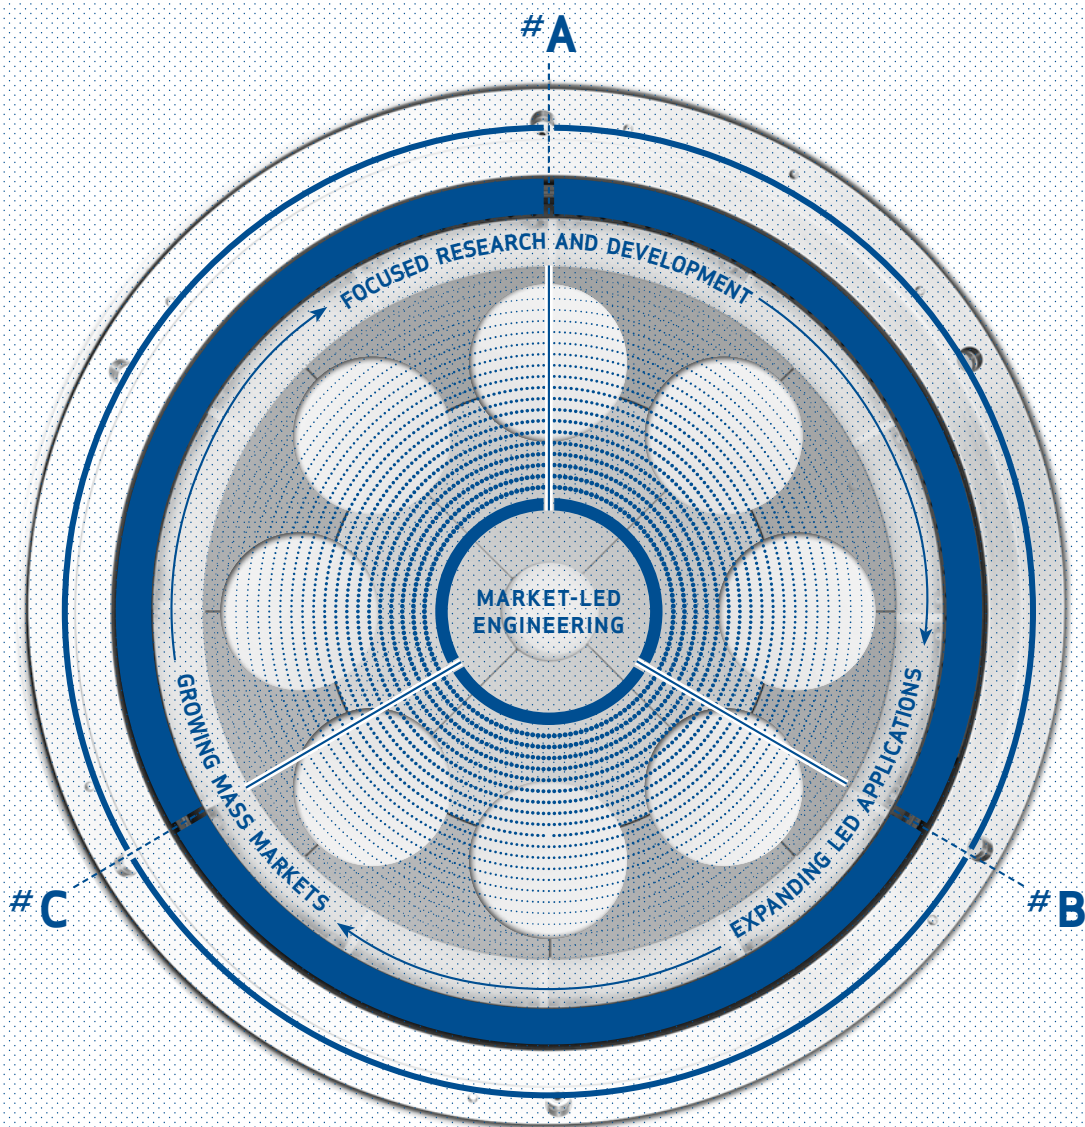 #A
FOCUSED RESEARCH AND DEVELOPMENT
MARKET-LED
ENGINEERING
EXPANDING LED APPLICATIONS
GROWING MASS MARKETS
#C
#B